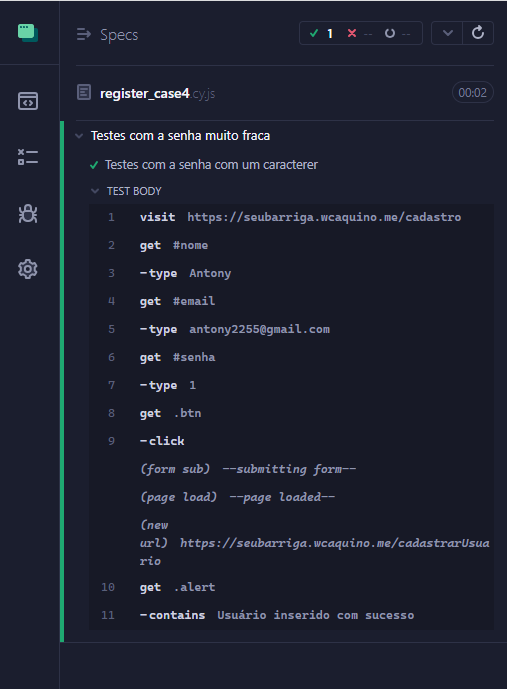 Specs
1 -- --
register_case4.cy.js 00:02
Testes com a senha muito fraca
Testes com a senha com um caracterer
TEST BODY
1 visit https://seubarriga.wcaquino.me/cadastro
2 get #nome
3 -type Antony
4 get #email
5 -type antony2255@gmail.com
6 get #senha
7 -type 1
8 get .btn
9 -click
(form sub) --submitting form--
(page load) --page loaded--
(new
url) https://seubarriga.wcaquino.me/cadastrarUsua
rio
10 get .alert
11 -contains Usuário inserido com sucesso